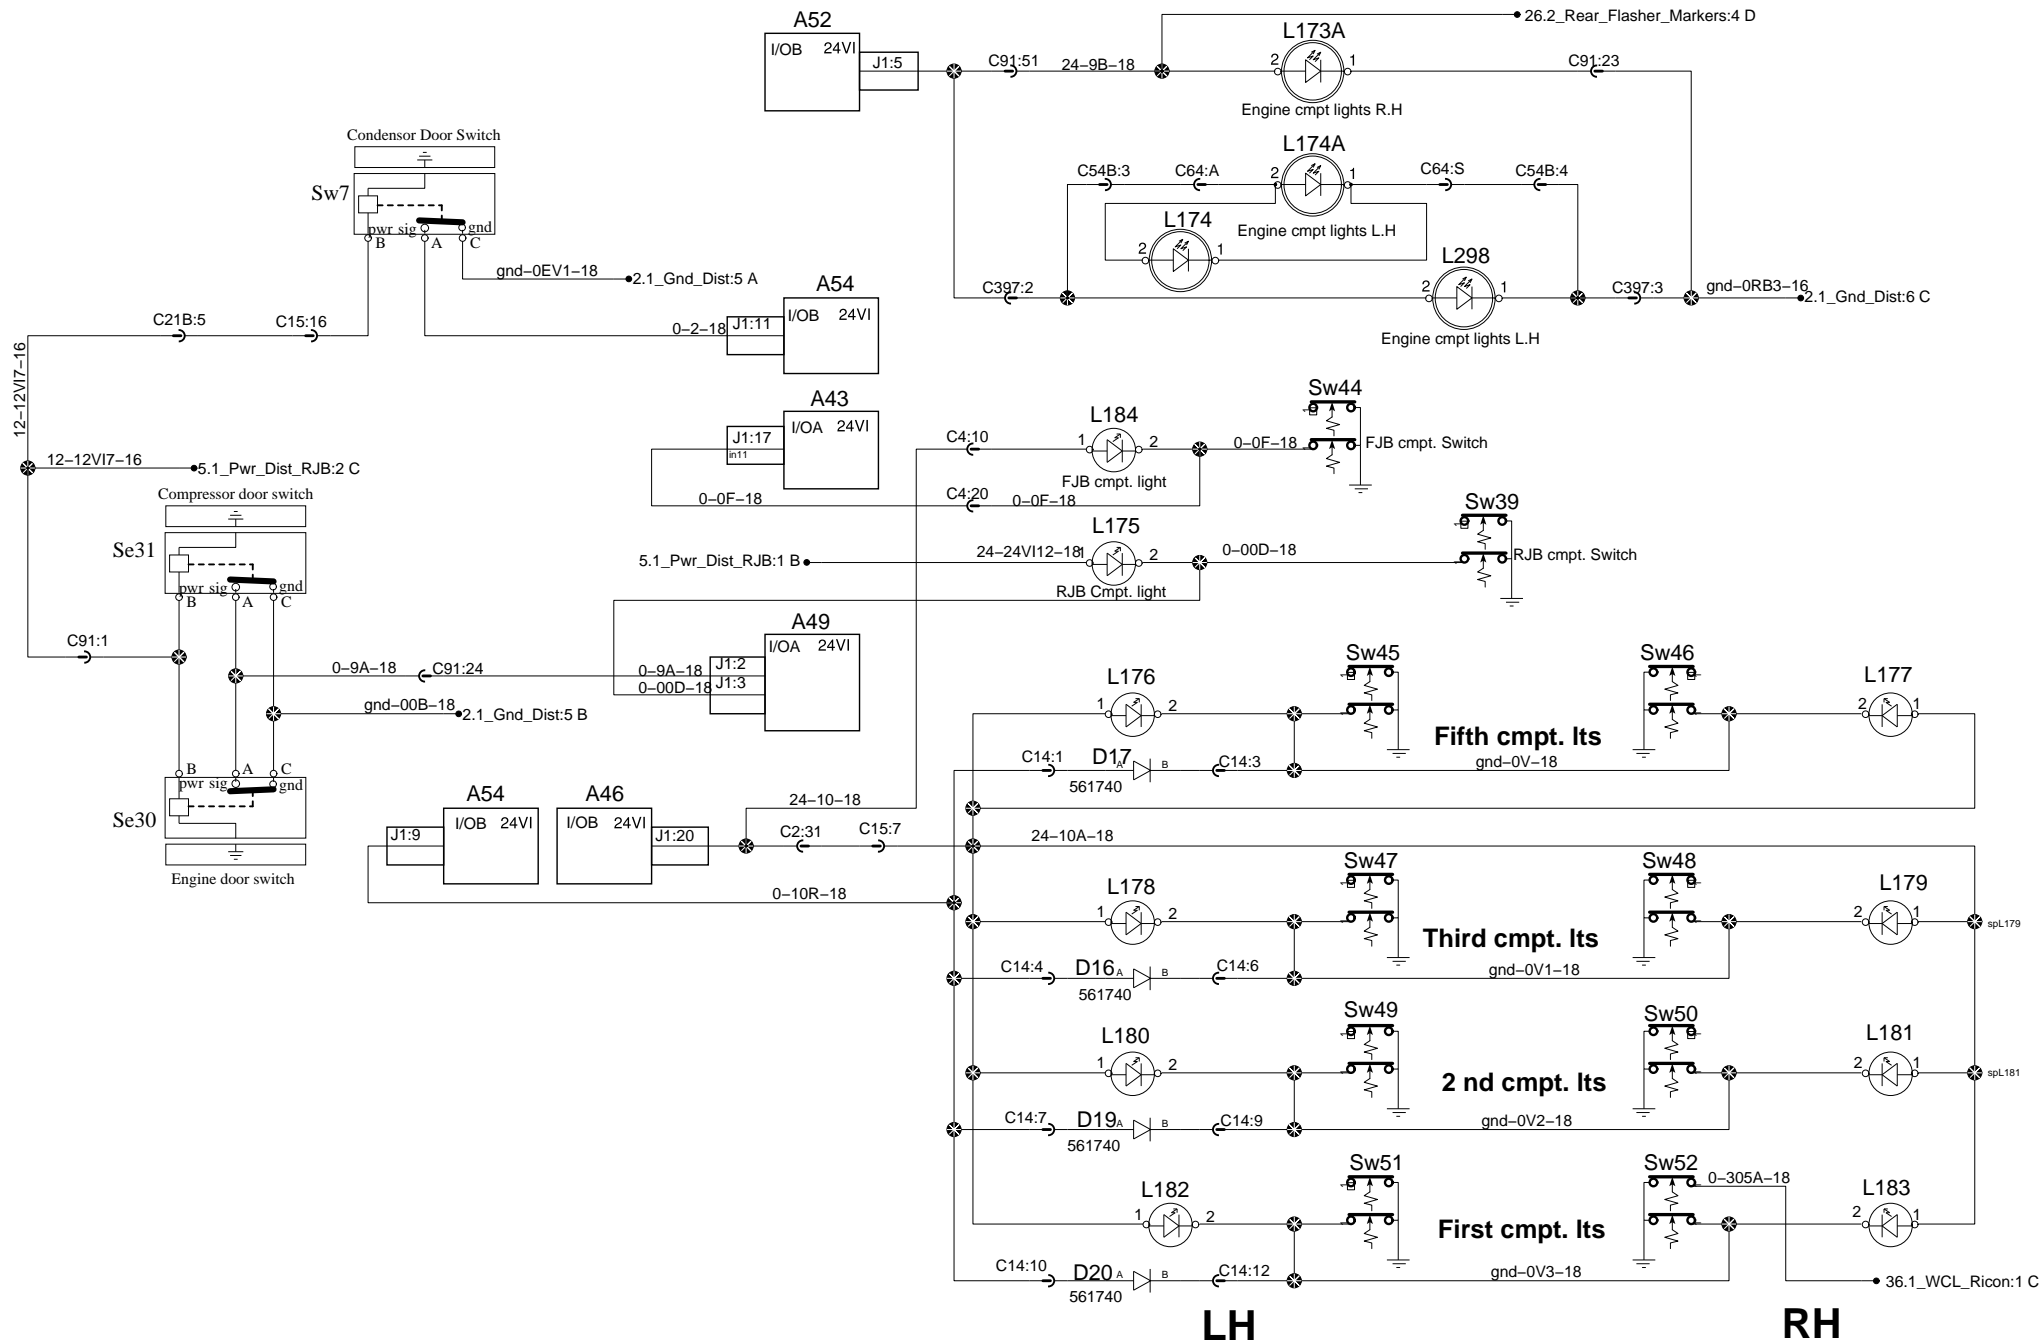 A52
I/OB 24VI
J1:5
C91:51
24-9B-18
26.2_Rear_Flasher_Markers:4 D
L173A
2 1
C91:23
Engine cmpt lights R.H
Condensor Door Switch
Sw7
pwr sig gnd
B A C
gnd-0EV1-18
2.1_Gnd_Dist:5 A
C54B:3
C64:A
L174A
2 1
C64:S
C54B:4
L174
2 1
Engine cmpt lights L.H
L298
2 1
C397:2
C397:3
gnd-0RB3-16
2.1_Gnd_Dist:6 C
Engine cmpt lights L.H
C21B:5
C15:16
12-12VI7-16
0-2-18
J1:11
A54
I/OB 24VI
A43
I/OA 24VI
J1:17
in11
0-0F-18
C4:10
C4:20
0-0F-18
L184
1 2
FJB cmpt. light
0-0F-18
Sw44
FJB cmpt. Switch
12-12VI7-16
5.1_Pwr_Dist_RJB:2 C
Compressor door switch
Se31
pwr sig gnd
B A C
5.1_Pwr_Dist_RJB:1 B
24-24VI12-18
L175
1 2
RJB Cmpt. light
0-00D-18
Sw39
RJB cmpt. Switch
C91:1
0-9A-18
C91:24
0-9A-18
0-00D-18
J1:2
J1:3
A49
I/OA 24VI
gnd-00B-18
2.1_Gnd_Dist:5 B
B A C
pwr sig gnd
Se30
Engine door switch
L176
1 2
Sw45
Fifth cmpt. lts
Sw46
L177
2 1
C14:1
D17
A B
561740
C14:3
gnd-0V-18
A54
I/OB 24VI
J1:9
A46
I/OB 24VI
J1:20
24-10-18
C2:31
C15:7
24-10A-18
0-10R-18
L178
1 2
Sw47
Third cmpt. lts
Sw48
L179
2 1
spL179
C14:4
D16
A B
561740
C14:6
gnd-0V1-18
L180
1 2
Sw49
2 nd cmpt. lts
Sw50
L181
2 1
spL181
C14:7
D19
A B
561740
C14:9
gnd-0V2-18
L182
1 2
Sw51
First cmpt. lts
Sw52
0-305A-18
L183
2 1
C14:10
D20
A B
561740
C14:12
gnd-0V3-18
36.1_WCL_Ricon:1 C
LH
RH